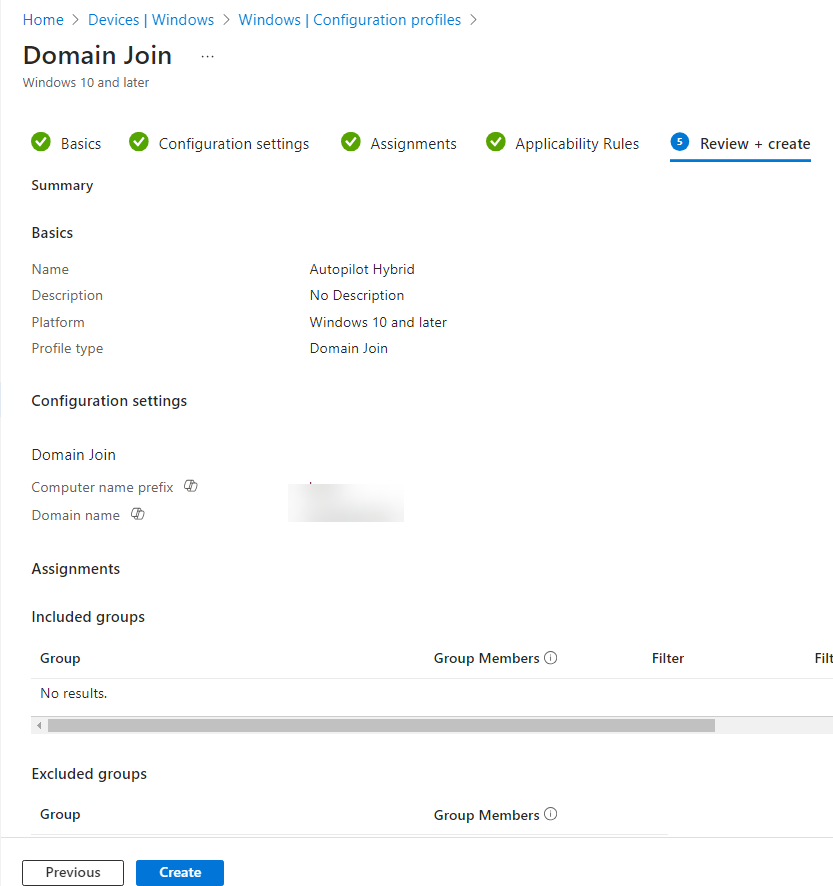 Home > Devices | Windows > Windows | Configuration profiles >
Domain Join ...
Windows 10 and later
Basics Configuration settings Assignments Applicability Rules 5 Review + create
Summary
Basics
Name Autopilot Hybrid
Description No Description
Platform Windows 10 and later
Profile type Domain Join
Configuration settings
Domain Join
Computer name prefix
Domain name
Assignments
Included groups
Group Group Members Filter Filt
No results.
Excluded groups
Group Group Members
Previous Create